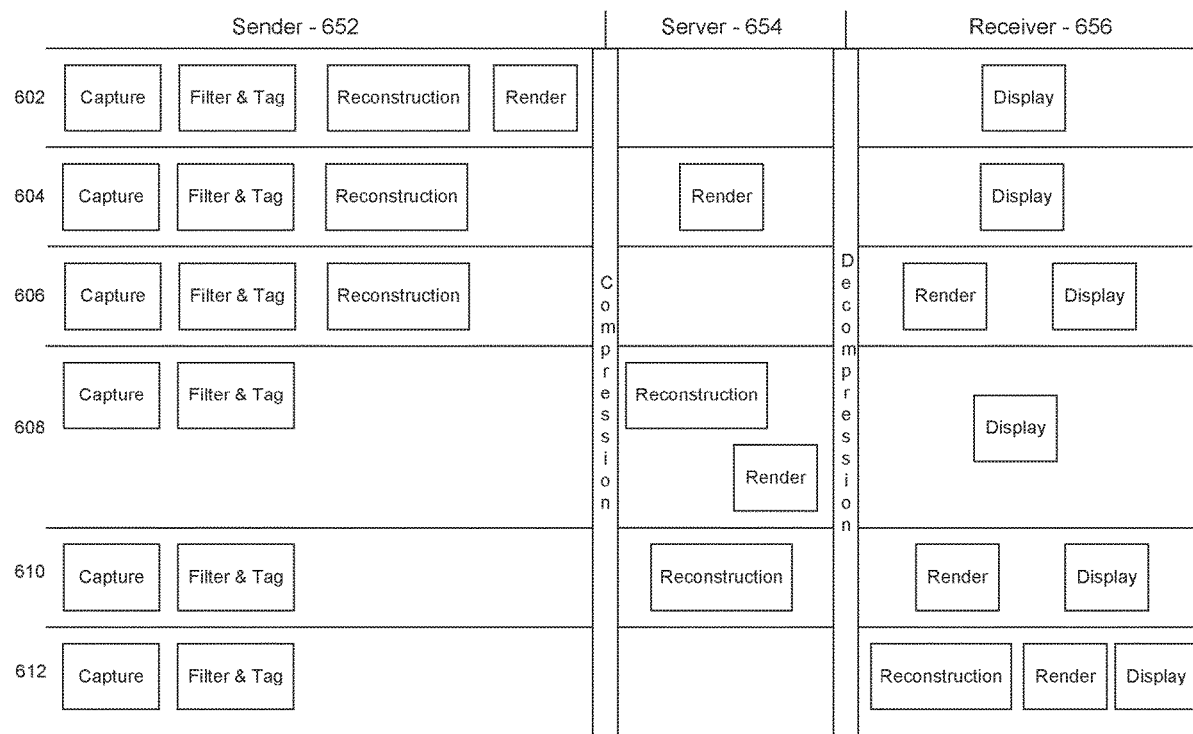 Sender - 652 Server - 654 Receiver - 656
602 Capture Filter & Tag Reconstruction Render Display
604 Capture Filter & Tag Reconstruction Render Display
606 Capture Filter & Tag Reconstruction Render Display
Compression
Decompression
608 Capture Filter & Tag Reconstruction Render Display
610 Capture Filter & Tag Reconstruction Render Display
612 Capture Filter & Tag Reconstruction Render Display